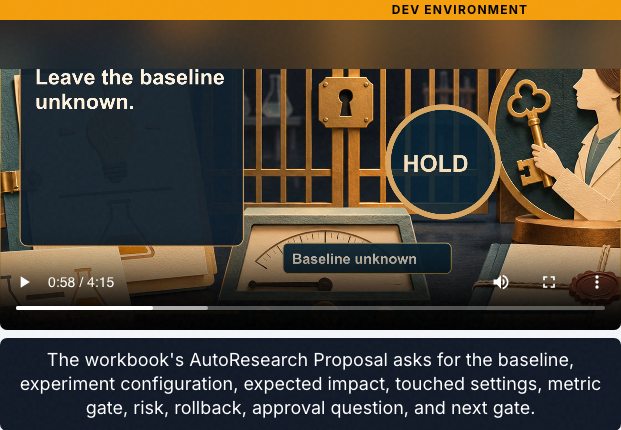 DEV ENVIRONMENT
Leave the baseline
unknown.
HOLD
Baseline unknown
0:58 / 4:15
The workbook's AutoResearch Proposal asks for the baseline,
experiment configuration, expected impact, touched settings, metric
gate, risk, rollback, approval question, and next gate.